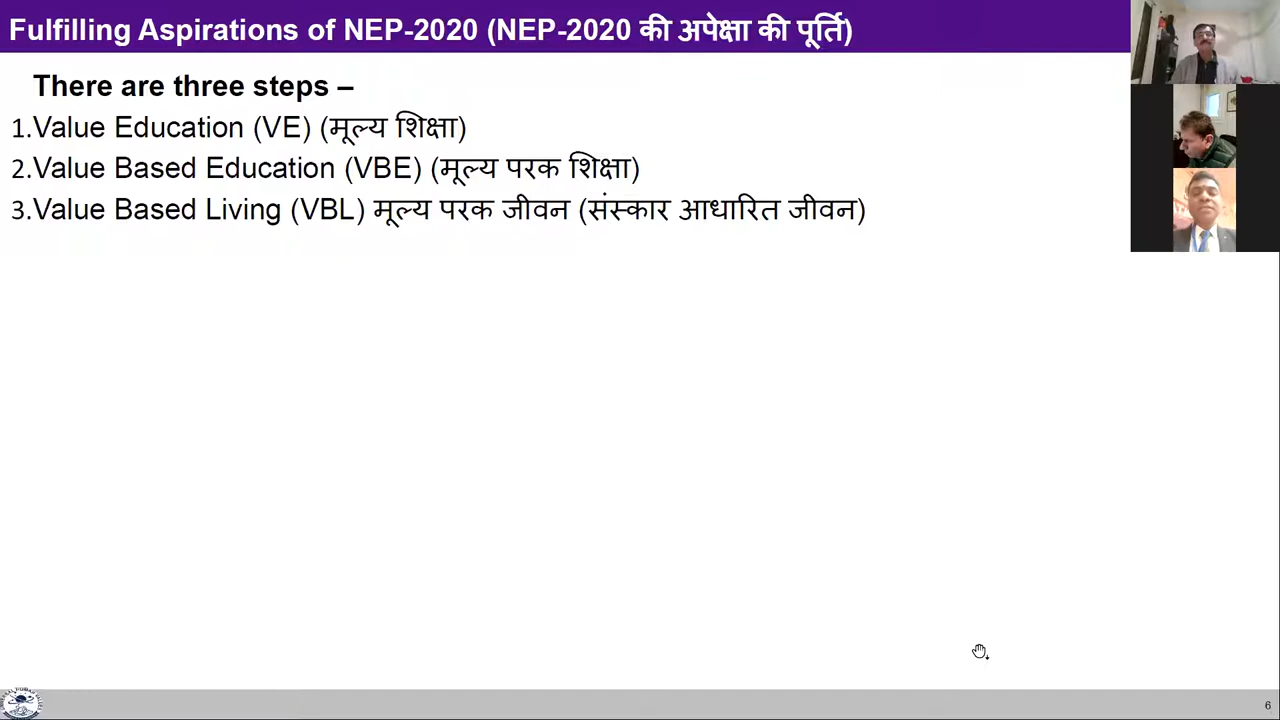 Fulfilling Aspirations of NEP-2020 (NEP-2020 की अपेक्षा की पूर्ति)
There are three steps –
1.Value Education (VE) (मूल्य शिक्षा)
2.Value Based Education (VBE) (मूल्य परक शिक्षा)
3.Value Based Living (VBL) मूल्य परक जीवन (संस्कार आधारित जीवन)
6